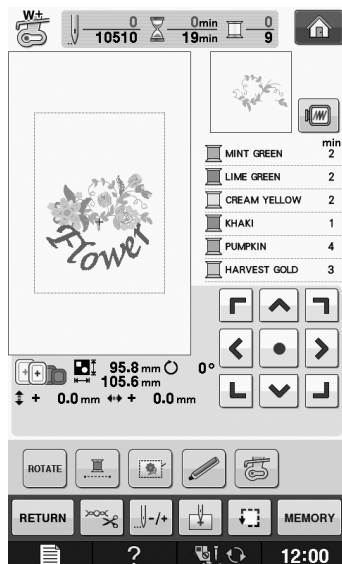 W+
0 0min 0
10510 19min 9
min
MINT GREEN 2
LIME GREEN 2
CREAM YELLOW 2
KHAKI 1
PUMPKIN 4
HARVEST GOLD 3
Flower
95.8 mm 0°
105.6 mm
+ 0.0 mm + 0.0 mm
ROTATE
RETURN -/+ MEMORY
? 12:00